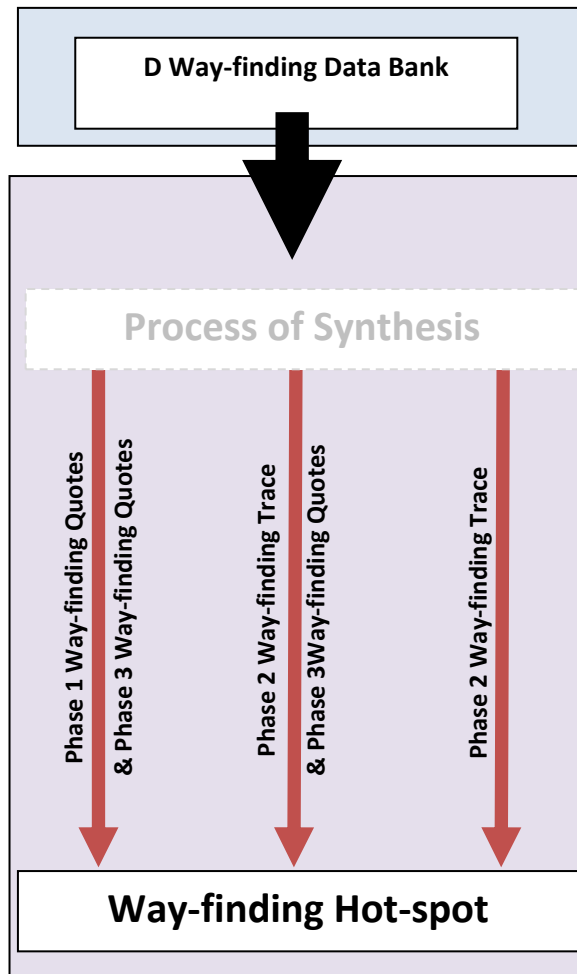 D Way-finding Data Bank
Process of Synthesis
Phase 1 Way-finding Quotes
& Phase 3 Way-finding Quotes
Phase 2 Way-finding Trace
& Phase 3Way-finding Quotes
Phase 2 Way-finding Trace
Way-finding Hot-spot